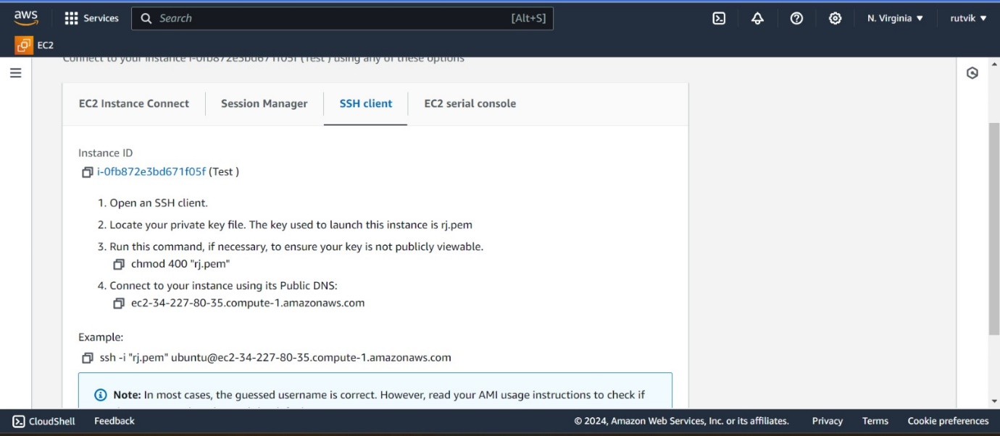 aws
Services
Search
[Alt+S]
N. Virginia
rutvik
EC2
Connect to your instance i-0fb872e3bd671f05f (Test ) using any of these options
EC2 Instance Connect
Session Manager
SSH client
EC2 serial console
Instance ID
i-0fb872e3bd671f05f (Test )
1. Open an SSH client.
2. Locate your private key file. The key used to launch this instance is rj.pem
3. Run this command, if necessary, to ensure your key is not publicly viewable.
chmod 400 "rj.pem"
4. Connect to your instance using its Public DNS:
ec2-34-227-80-35.compute-1.amazonaws.com
Example:
ssh -i "rj.pem" ubuntu@ec2-34-227-80-35.compute-1.amazonaws.com
Note: In most cases, the guessed username is correct. However, read your AMI usage instructions to check if
CloudShell
Feedback
© 2024, Amazon Web Services, Inc. or its affiliates.
Privacy
Terms
Cookie preferences